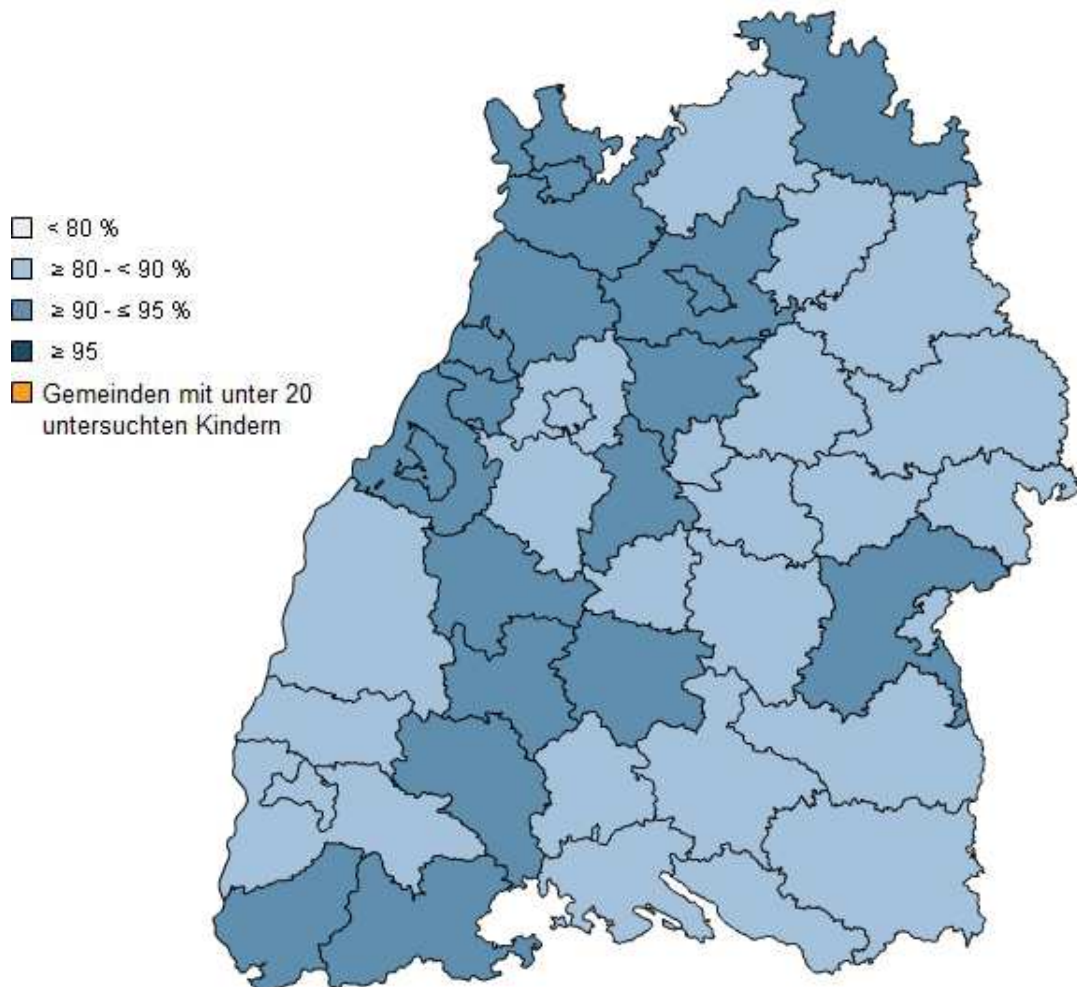 < 80 %
≥ 80 - < 90 %
≥ 90 - ≤ 95 %
≥ 95
Gemeinden mit unter 20
untersuchten Kindern